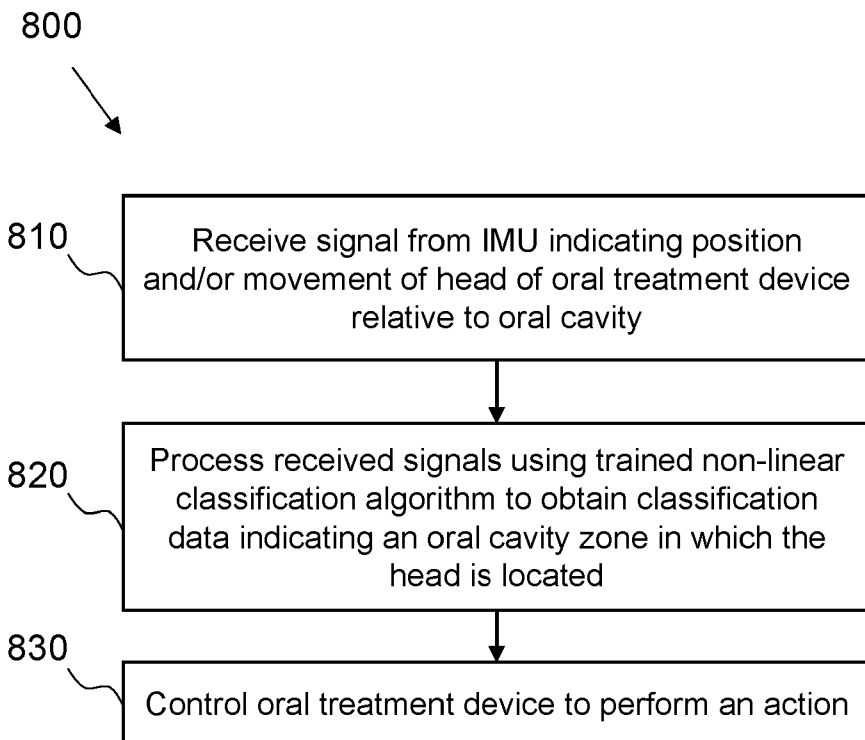 800
810
Receive signal from IMU indicating position
and/or movement of head of oral treatment device
relative to oral cavity
820
Process received signals using trained non-linear
classification algorithm to obtain classification
data indicating an oral cavity zone in which the
head is located
830
Control oral treatment device to perform an action